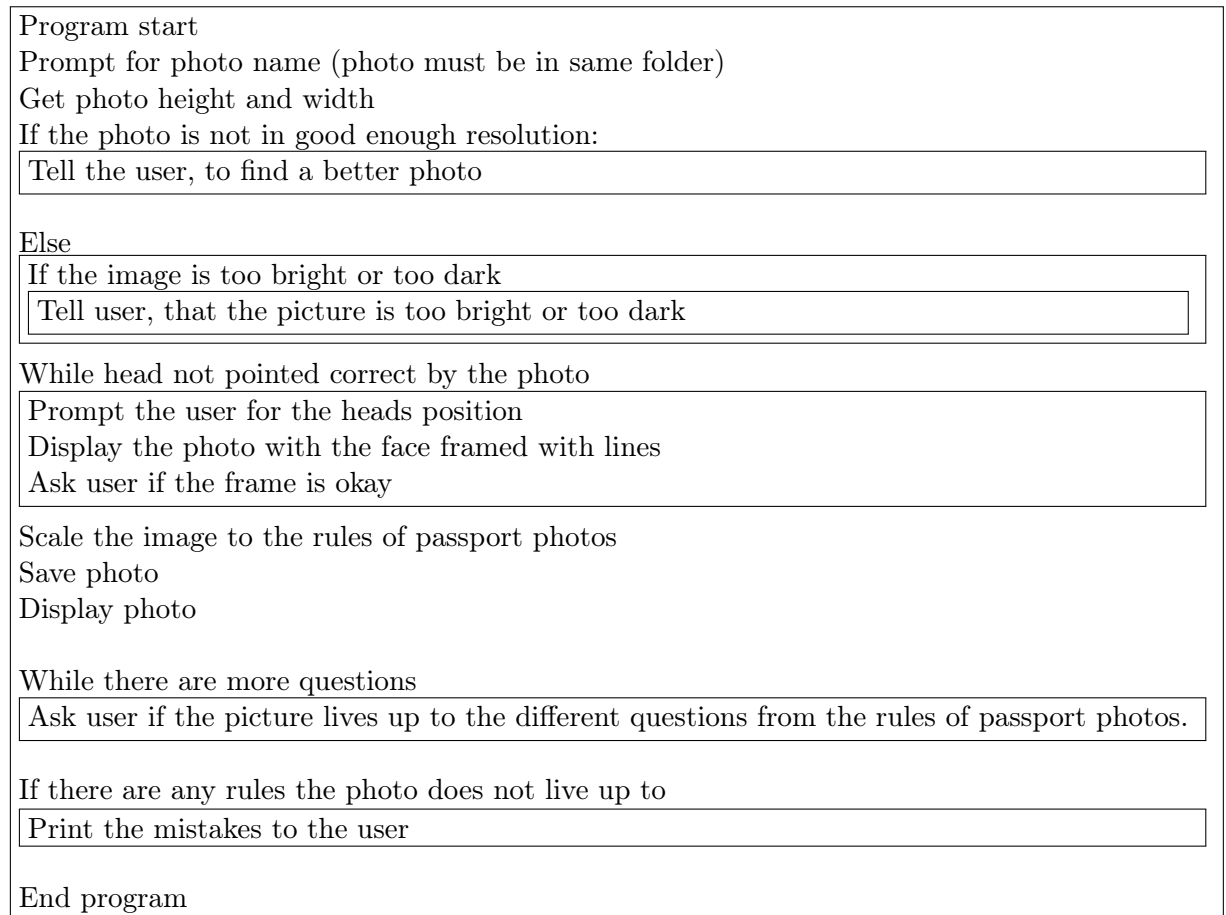 Program start
Prompt for photo name (photo must be in same folder)
Get photo height and width
If the photo is not in good enough resolution:
Tell the user, to find a better photo
Else
If the image is too bright or too dark
Tell user, that the picture is too bright or too dark
While head not pointed correct by the photo
Prompt the user for the heads position
Display the photo with the face framed with lines
Ask user if the frame is okay
Scale the image to the rules of passport photos
Save photo
Display photo
While there are more questions
Ask user if the picture lives up to the different questions from the rules of passport photos.
If there are any rules the photo does not live up to
Print the mistakes to the user
End program